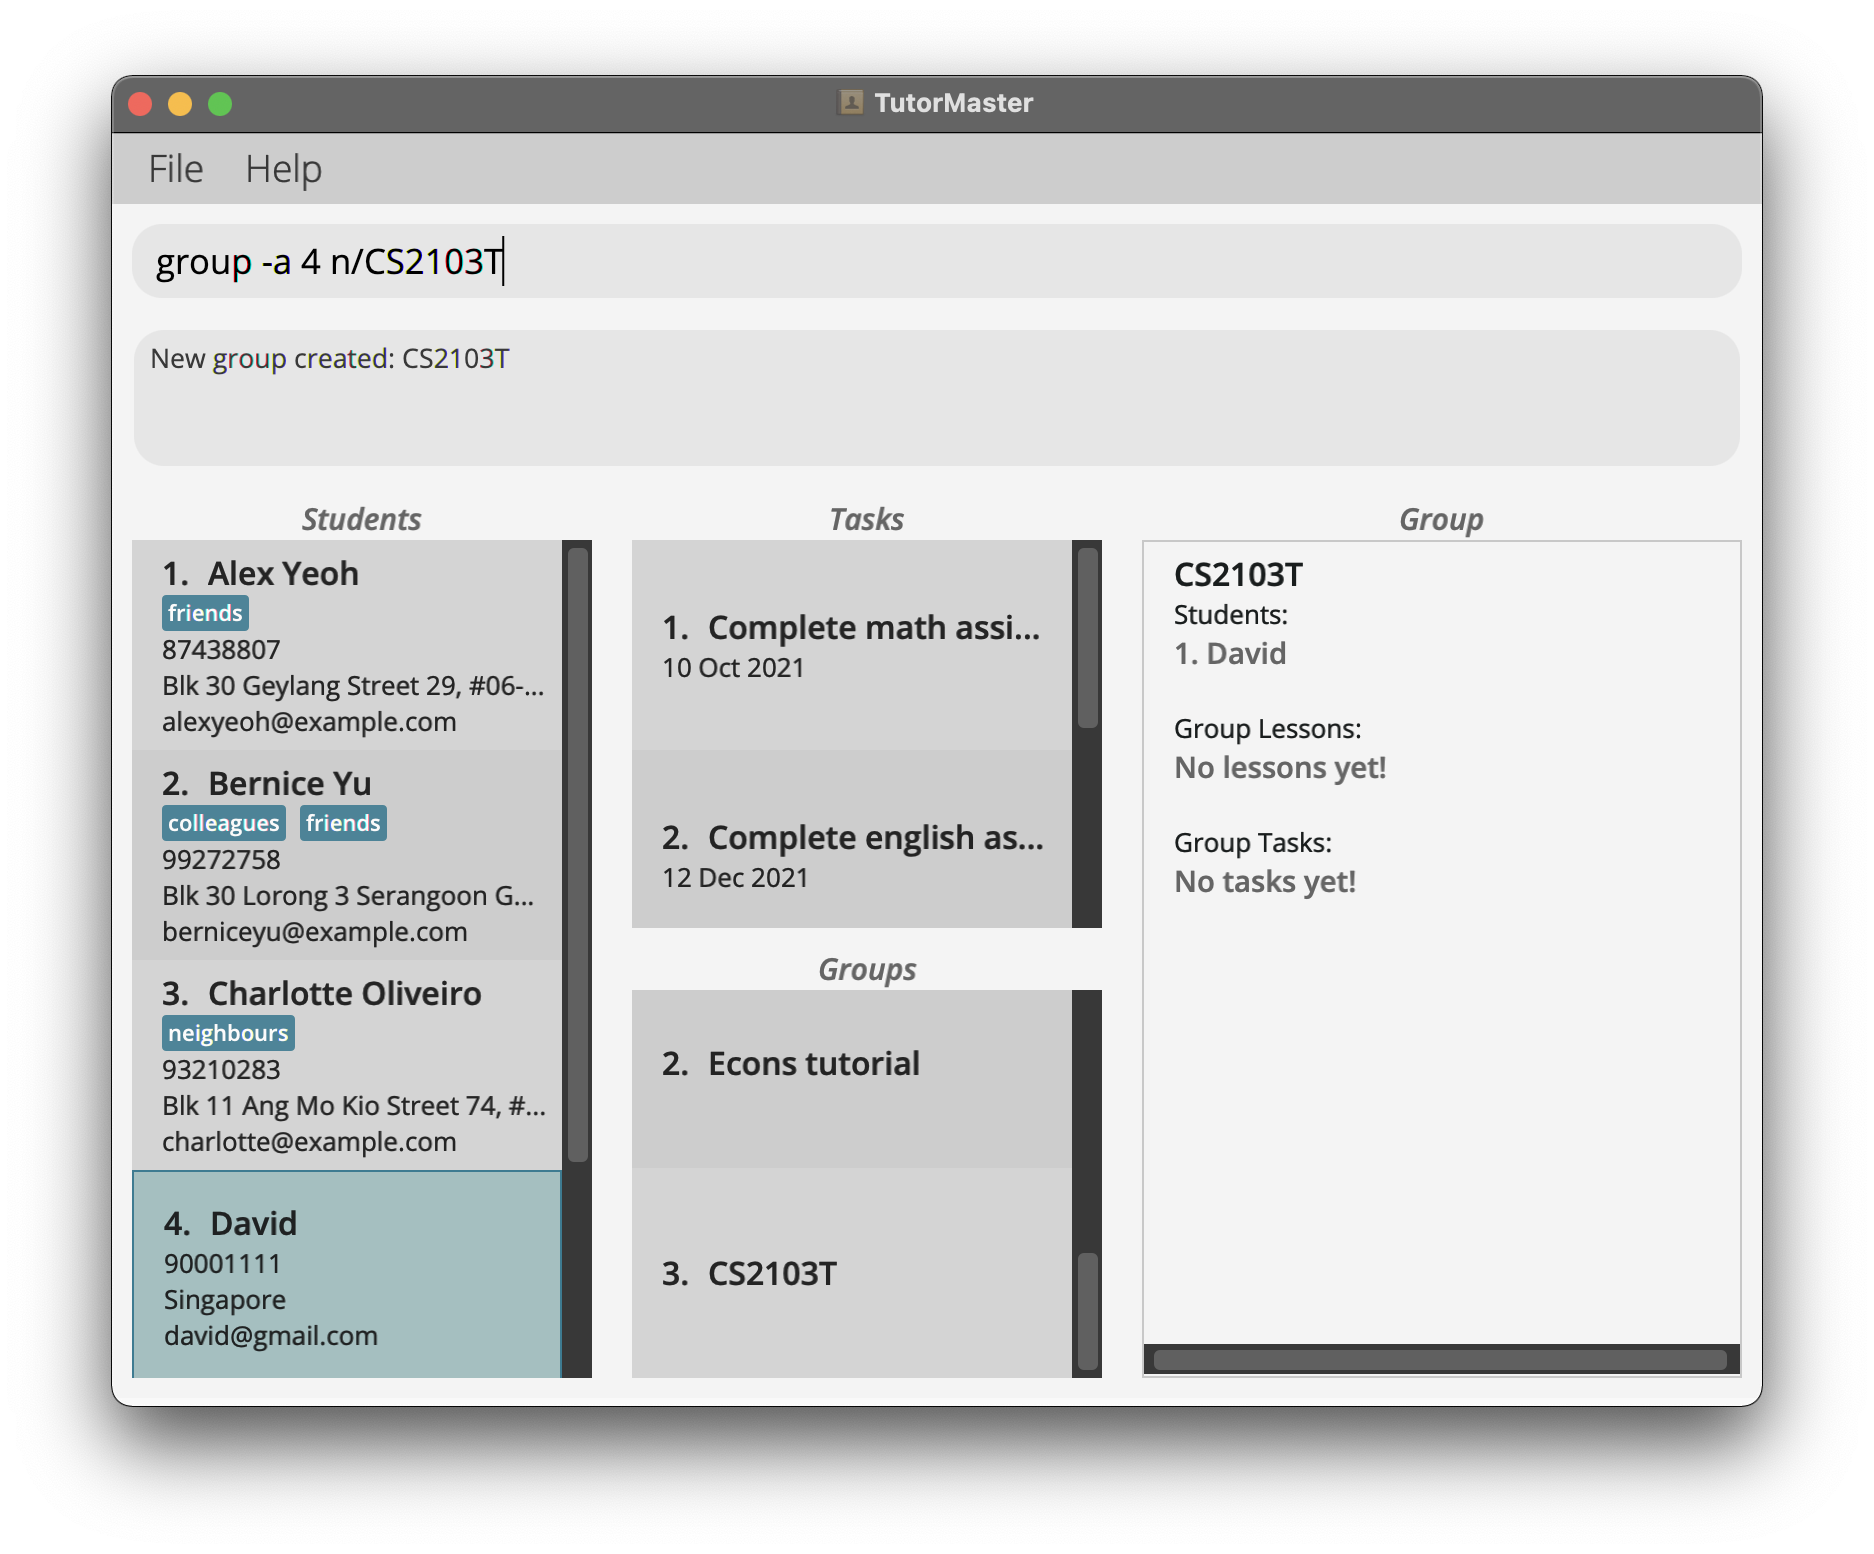 TutorMaster
File Help
group -a 4 n/CS2103T
New group created: CS2103T
Students
1. Alex Yeoh
friends
87438807
Blk 30 Geylang Street 29, #06-...
alexyeoh@example.com
2. Bernice Yu
colleagues friends
99272758
Blk 30 Lorong 3 Serangoon G...
berniceyu@example.com
3. Charlotte Oliveiro
neighbours
93210283
Blk 11 Ang Mo Kio Street 74, #...
charlotte@example.com
4. David
90001111
Singapore
david@gmail.com
Tasks
1. Complete math assi...
10 Oct 2021
2. Complete english as...
12 Dec 2021
Groups
2. Econs tutorial
3. CS2103T
Group
CS2103T
Students:
1. David
Group Lessons:
No lessons yet!
Group Tasks:
No tasks yet!